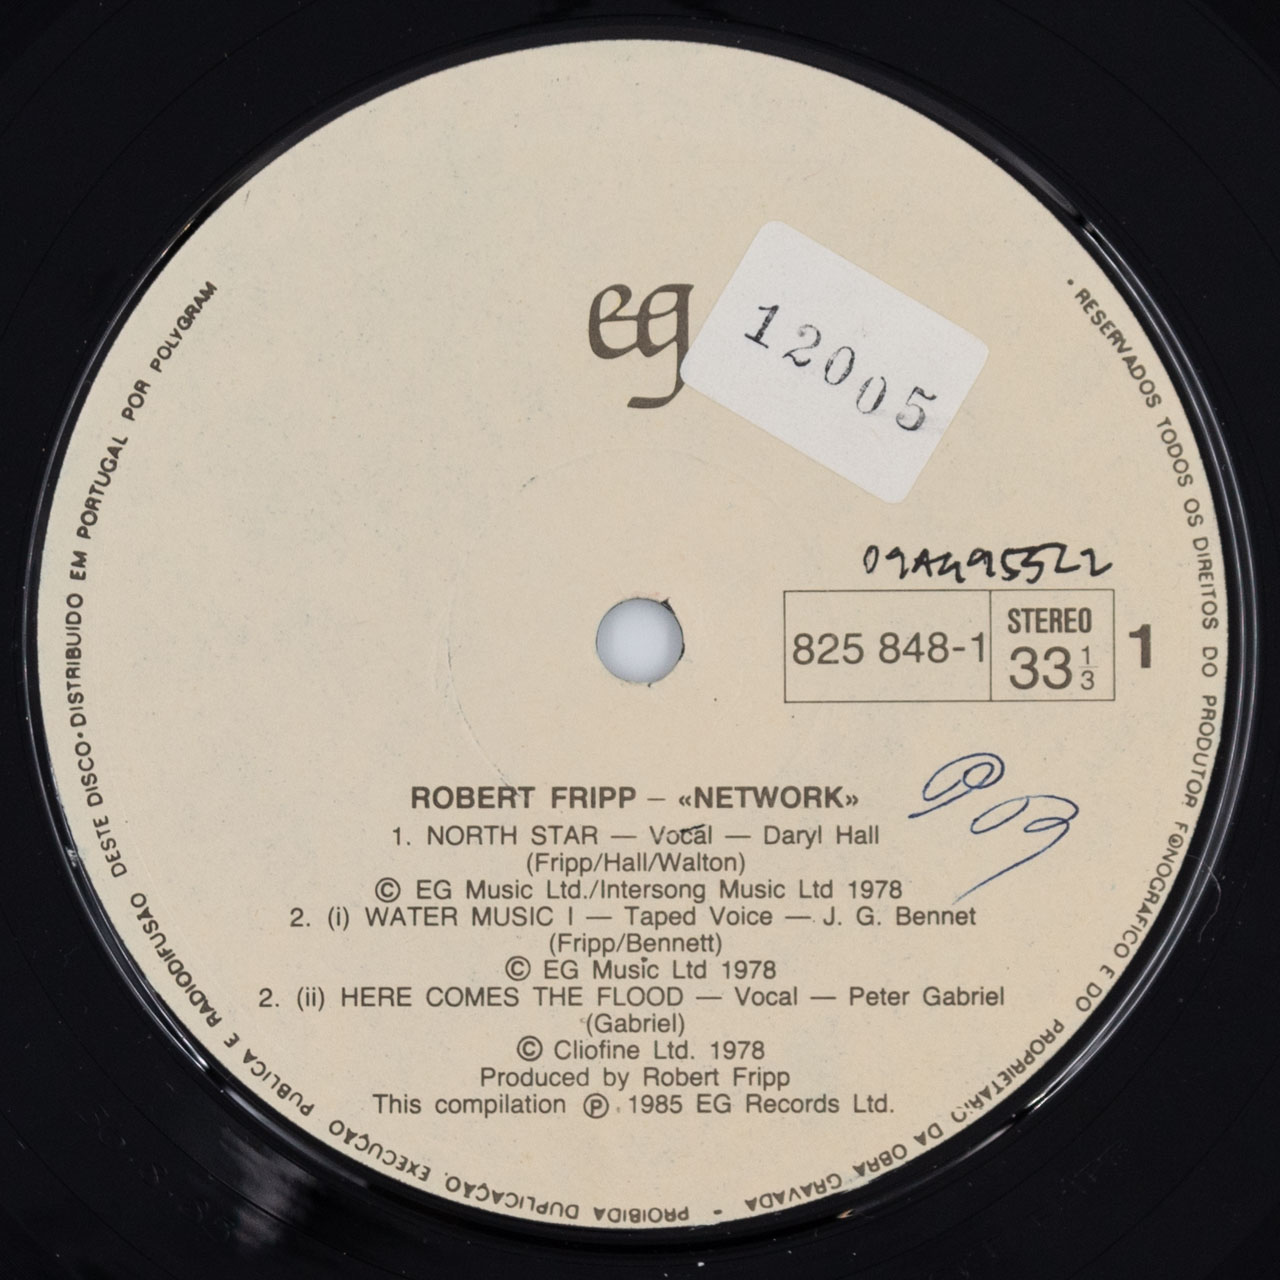 eg
12005
09AG95522
825 848-1
STEREO
33 1/3
1
ROBERT FRIPP – «NETWORK»
1. NORTH STAR — Vocal — Daryl Hall
(Fripp/Hall/Walton)
© EG Music Ltd./Intersong Music Ltd 1978
2. (i) WATER MUSIC I — Taped Voice — J. G. Bennet
(Fripp/Bennett)
© EG Music Ltd 1978
2. (ii) HERE COMES THE FLOOD — Vocal — Peter Gabriel
(Gabriel)
© Cliofine Ltd. 1978
Produced by Robert Fripp
This compilation ℗ 1985 EG Records Ltd.
• RESERVADOS TODOS OS DIREITOS DO PRODUTOR FONOGRAFICO E DO PROPRIETARIO DA OBRA GRAVADA - PROIBIDA DUPLICAÇAO, EXECUÇAO PUBLICA E RADIODIFUSAO DESTE DISCO • DISTRIBUIDO EM PORTUGAL POR POLYGRAM